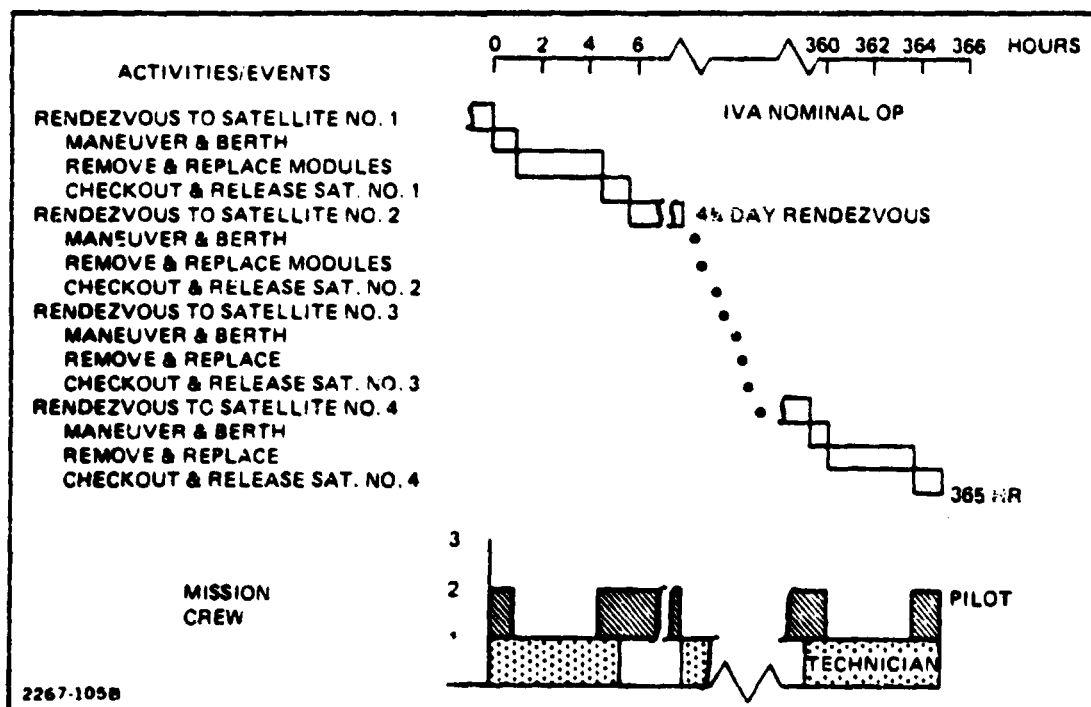 0 2 4 6 360 362 364 366 HOURS
ACTIVITIES/EVENTS
IVA NOMINAL OP
RENDEZVOUS TO SATELLITE NO. 1
MANEUVER & BERTH
REMOVE & REPLACE MODULES
CHECKOUT & RELEASE SAT. NO. 1
RENDEZVOUS TO SATELLITE NO. 2
4½ DAY RENDEZVOUS
MANEUVER & BERTH
REMOVE & REPLACE MODULES
CHECKOUT & RELEASE SAT. NO. 2
RENDEZVOUS TO SATELLITE NO. 3
MANEUVER & BERTH
REMOVE & REPLACE
CHECKOUT & RELEASE SAT. NO. 3
RENDEZVOUS TO SATELLITE NO. 4
MANEUVER & BERTH
REMOVE & REPLACE
CHECKOUT & RELEASE SAT. NO. 4
365 HR
3
2
1
MISSION
CREW
PILOT
TECHNICIAN
2267-105B